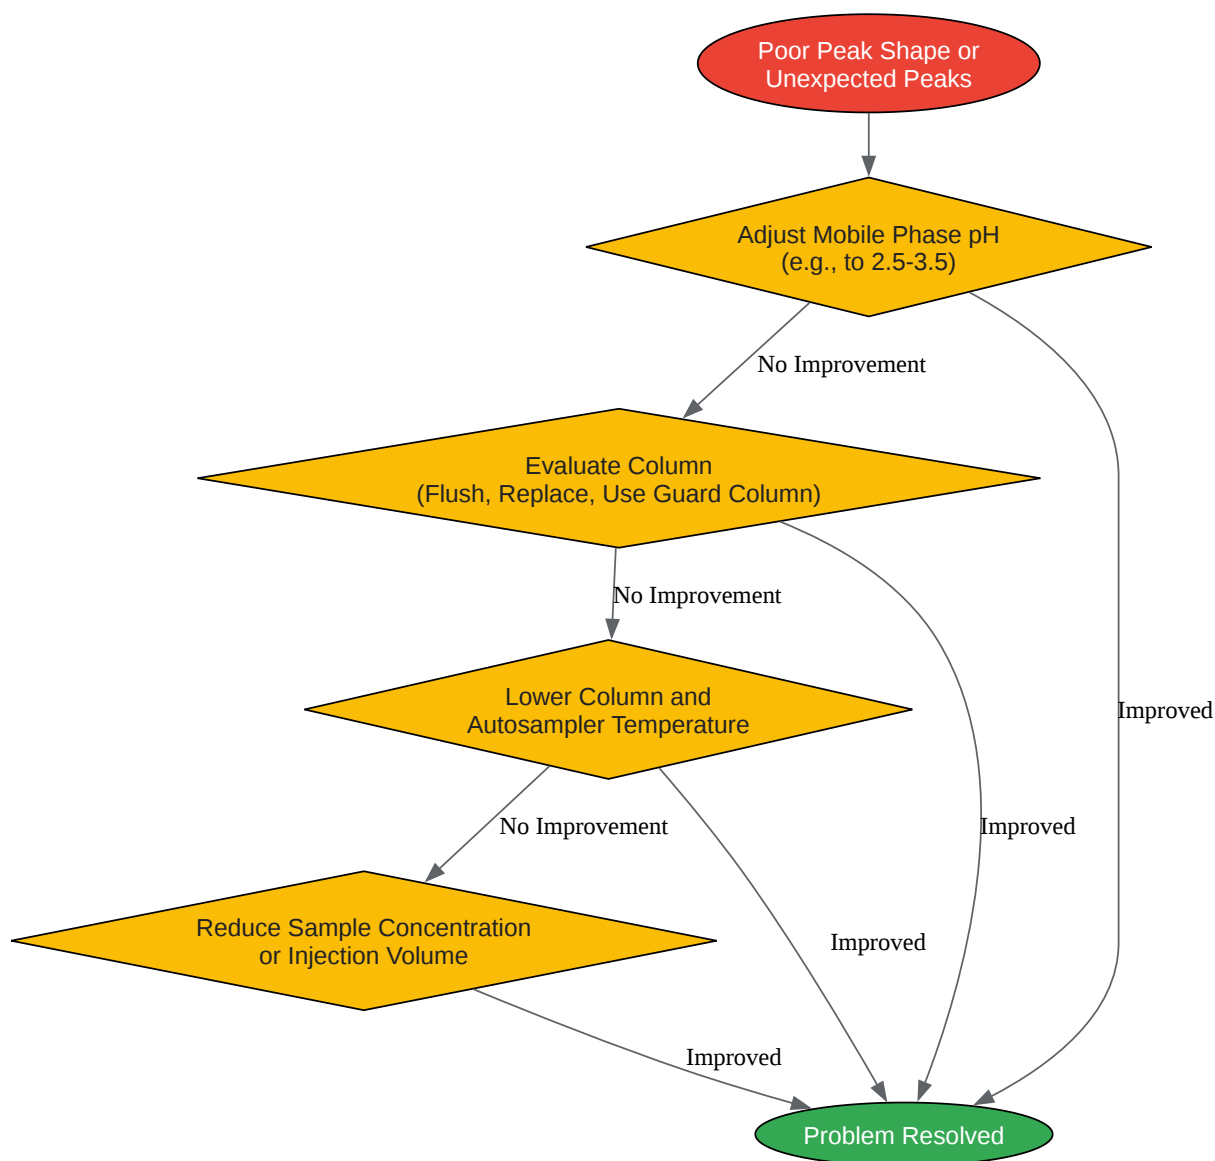 Poor Peak Shape or
Unexpected Peaks
Adjust Mobile Phase pH
(e.g., to 2.5-3.5)
No Improvement
Evaluate Column
(Flush, Replace, Use Guard Column)
No Improvement
Lower Column and
Autosampler Temperature
Improved
No Improvement
Improved
Reduce Sample Concentration
or Injection Volume
Improved
Improved
Problem Resolved